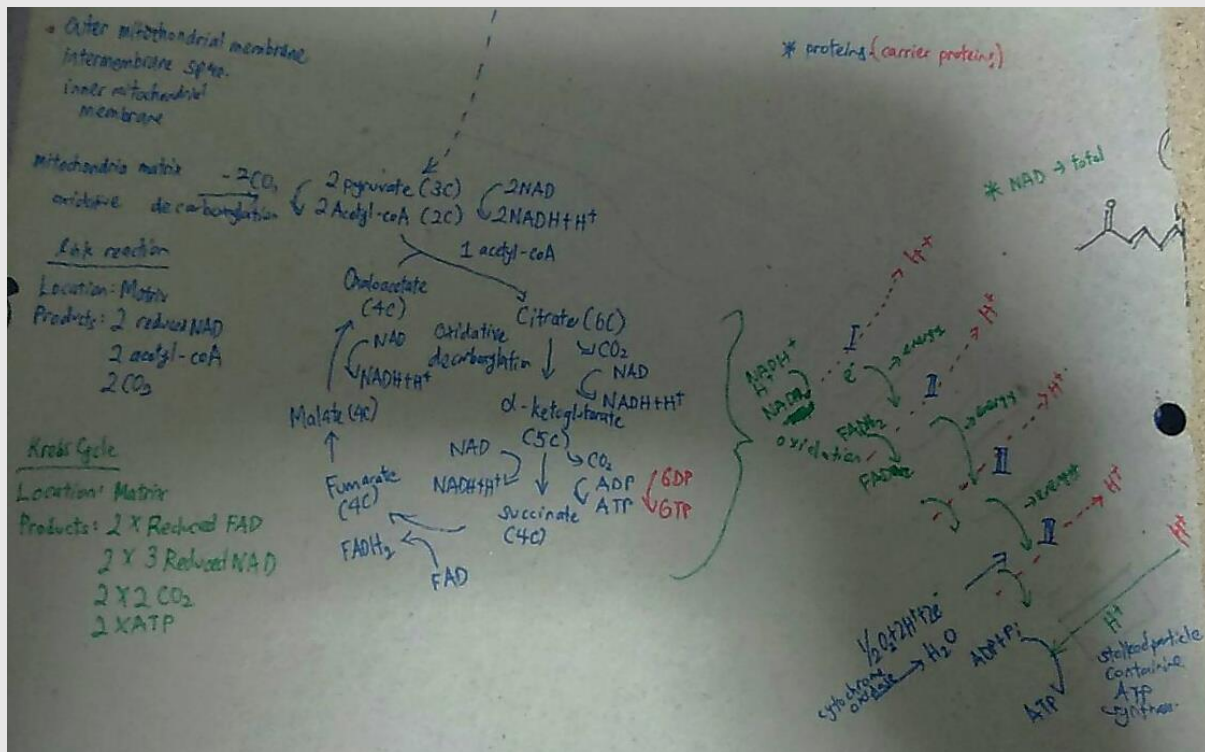 • Outer mitochondrial membrane
intermembrane space.
inner mitochondrial
membrane
* proteins (carrier proteins)
mitochondria matrix
oxidative decarboxylation
- 2CO₂
2 pyruvate (3C)
2 Acetyl-coA (2C)
2NAD
2NADH+H⁺
1 acetyl-coA
* NAD → total
link reaction
Location: Matrix
Products: 2 reduced NAD
2 acetyl-coA
2 CO₂
Oxaloacetate
(4C)
Citrate (6C)
NAD
NADH+H⁺
Oxidative
decarboxylation
CO₂
NAD
NADH+H⁺
Malate (4C)
α-ketoglutarate
(5C)
NAD
NADH+H⁺
CO₂
ADP
ATP
GDP
GTP
Fumarate
(4C)
Succinate
(4C)
FADH₂
FAD
Krebs Cycle
Location: Matrix
Products: 2 x Reduced FAD
2 x 3 Reduced NAD
2 x 2 CO₂
2 x ATP
H⁺
I
NADH⁺
H⁺
NAD
oxidation
e⁻
→ energy
H⁺
II
FADH₂
FAD
→ energy
H⁺
III
→ energy
H⁺
H⁺
½O₂+2H⁺+2e⁻
→ H₂O
cytochrome
oxidase
ADP+Pi
ATP
H⁺
Stalked particle
containing
ATP